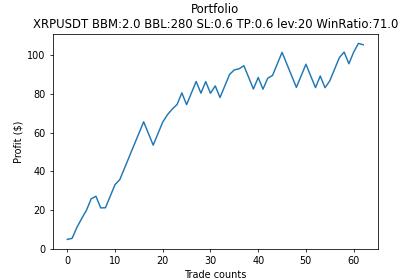 Portfolio
XRPUSDT BBM:2.0 BBL:280 SL:0.6 TP:0.6 lev:20 WinRatio:71.0
100
80
60
40
20
0
Profit ($)
0 10 20 30 40 50 60
Trade counts